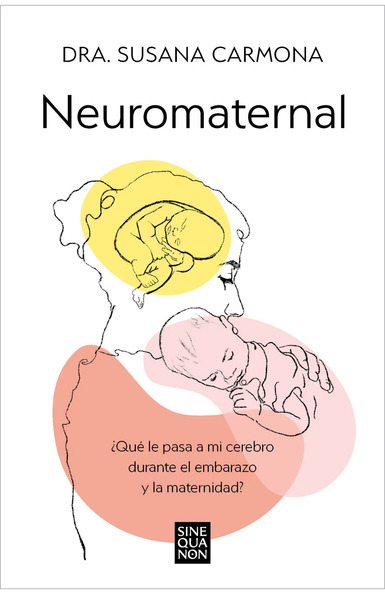 DRA. SUSANA CARMONA
Neuromaternal
¿Qué le pasa a mi cerebro
durante el embarazo
y la maternidad?
SINE
QUA
NON